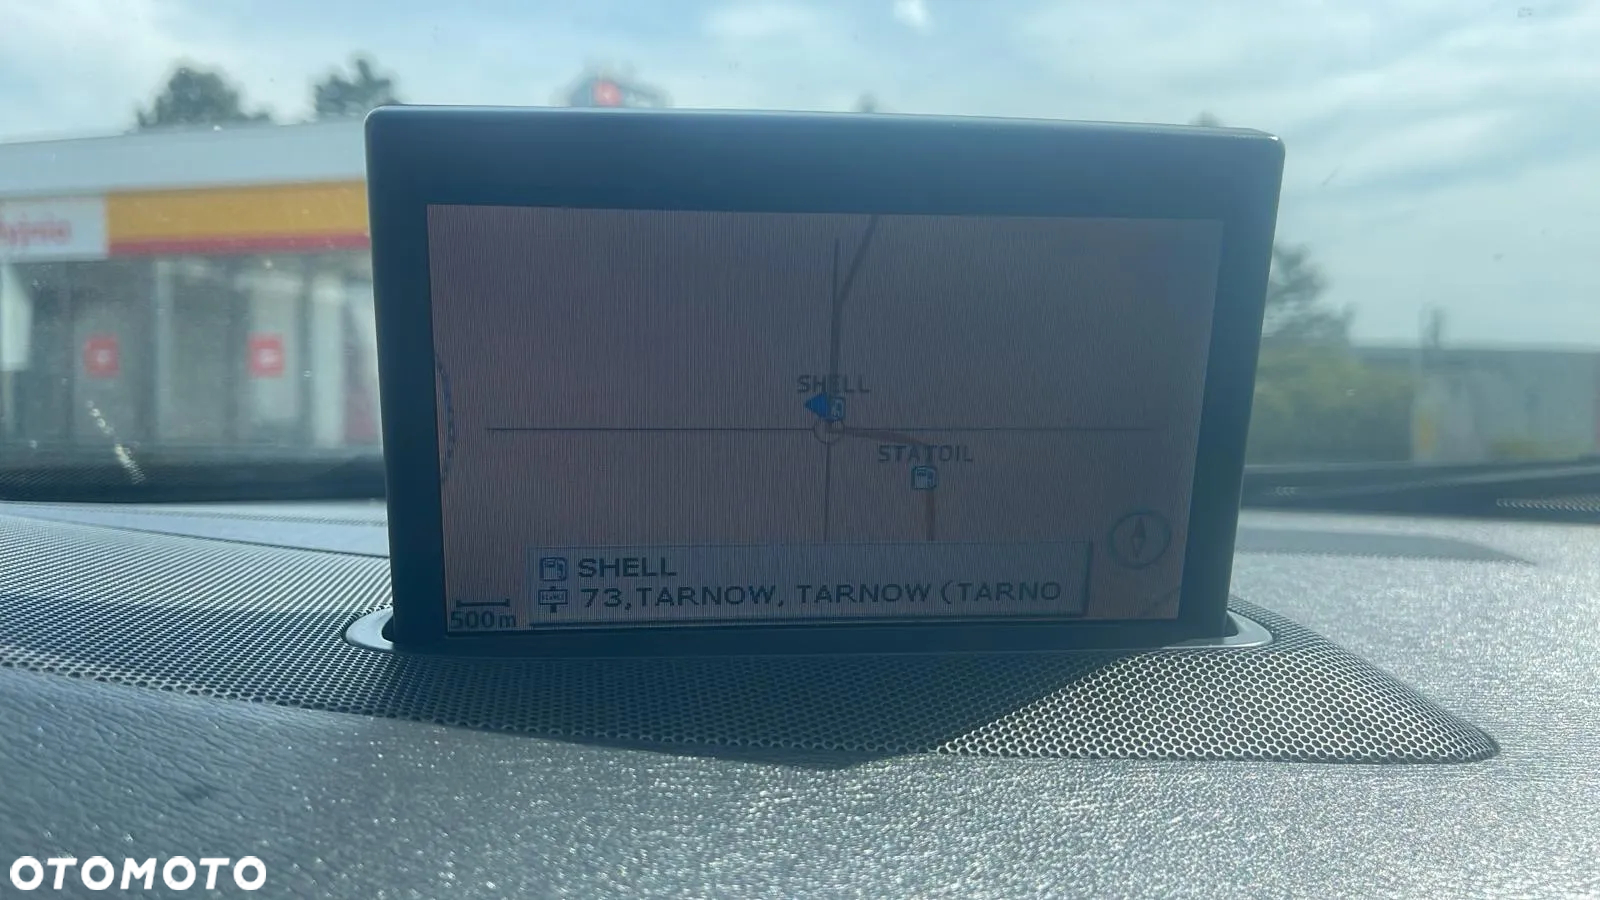 SHELL
STATOIL
SHELL
73,TARNOW, TARNOW (TARNO
500m
OTOMOTO